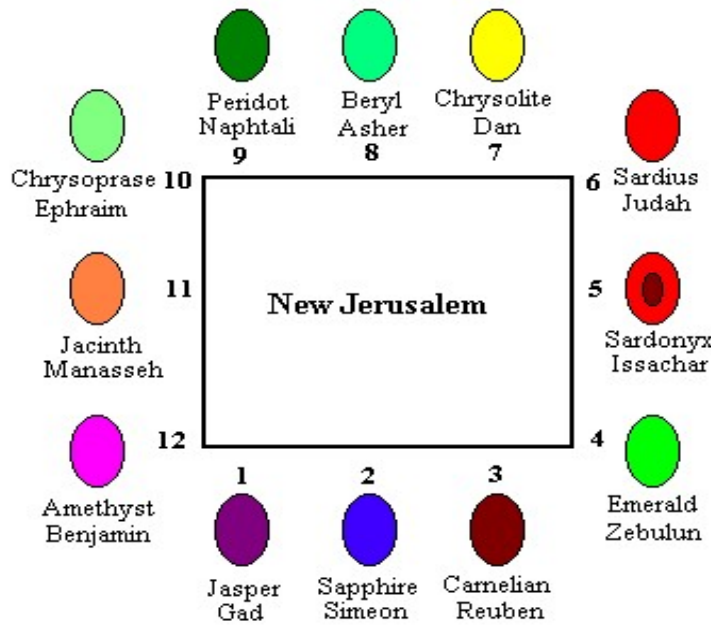 Peridot
Naphtali
9
Beryl
Asher
8
Chrysolite
Dan
7
Chrysoprase
Ephraim
10
6
Sardius
Judah
11
Jacinth
Manasseh
New Jerusalem
5
Sardonyx
Issachar
12
Amethyst
Benjamin
4
Emerald
Zebulun
1
Jasper
Gad
2
Sapphire
Simeon
3
Carnelian
Reuben